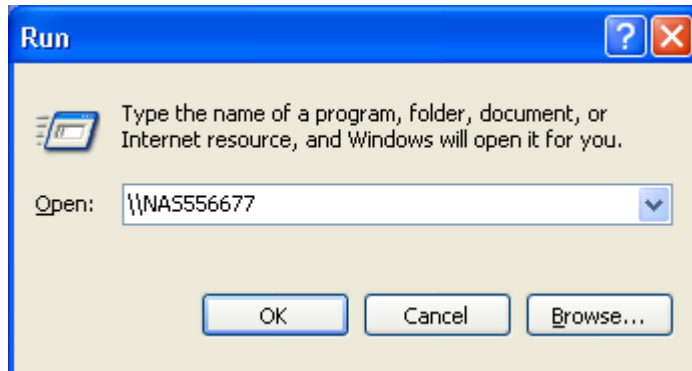 Run
Type the name of a program, folder, document, or
Internet resource, and Windows will open it for you.
Open: \\NAS556677
OK Cancel Browse...